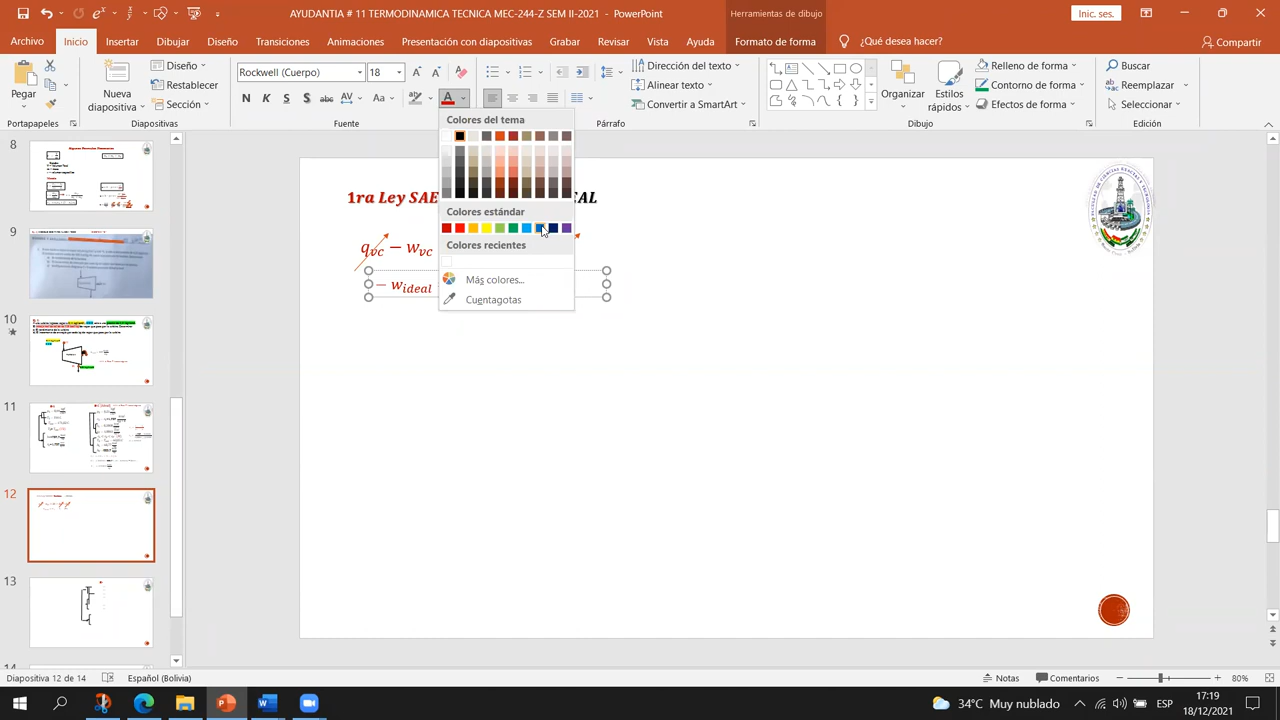 AYUDANTIA # 11 TERMODINAMICA TECNICA MEC-244-Z SEM II-2021 - PowerPoint
Herramientas de dibujo
Inic. ses.
Archivo Inicio Insertar Dibujar Diseño Transiciones Animaciones Presentación con diapositivas Grabar Revisar Vista Ayuda Formato de forma ¿Qué desea hacer? Compartir
Pegar
Portapapeles
Nueva diapositiva
Diseño
Restablecer
Sección
Diapositivas
Rockwell (Cuerpo) 18
N K S abc AV Aa A
Fuente
Dirección del texto
Alinear texto
Convertir a SmartArt
Párrafo
Organizar
Estilos rápidos
Relleno de forma
Contorno de forma
Efectos de forma
Dibujo
Buscar
Reemplazar
Seleccionar
Edición
Colores del tema
Colores estándar
Colores recientes
Más colores...
Cuentagotas
8
9
10
11
12
13
14
1ra Ley SAE
AL
q_vc − w_vc
− w_ideal
Diapositiva 12 de 14
Español (Bolivia)
Notas
Comentarios
80%
34°C Muy nublado
ESP
17:19
18/12/2021